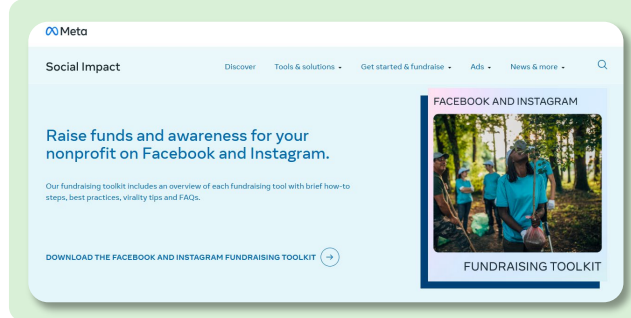 Meta
Social Impact
Discover
Tools & solutions
Get started & fundraise
Ads
News & more
FACEBOOK AND INSTAGRAM
Raise funds and awareness for your
nonprofit on Facebook and Instagram.
Our fundraising toolkit includes an overview of each fundraising tool with brief how-to
steps, best practices, virality tips and FAQs.
DOWNLOAD THE FACEBOOK AND INSTAGRAM FUNDRAISING TOOLKIT
FUNDRAISING TOOLKIT